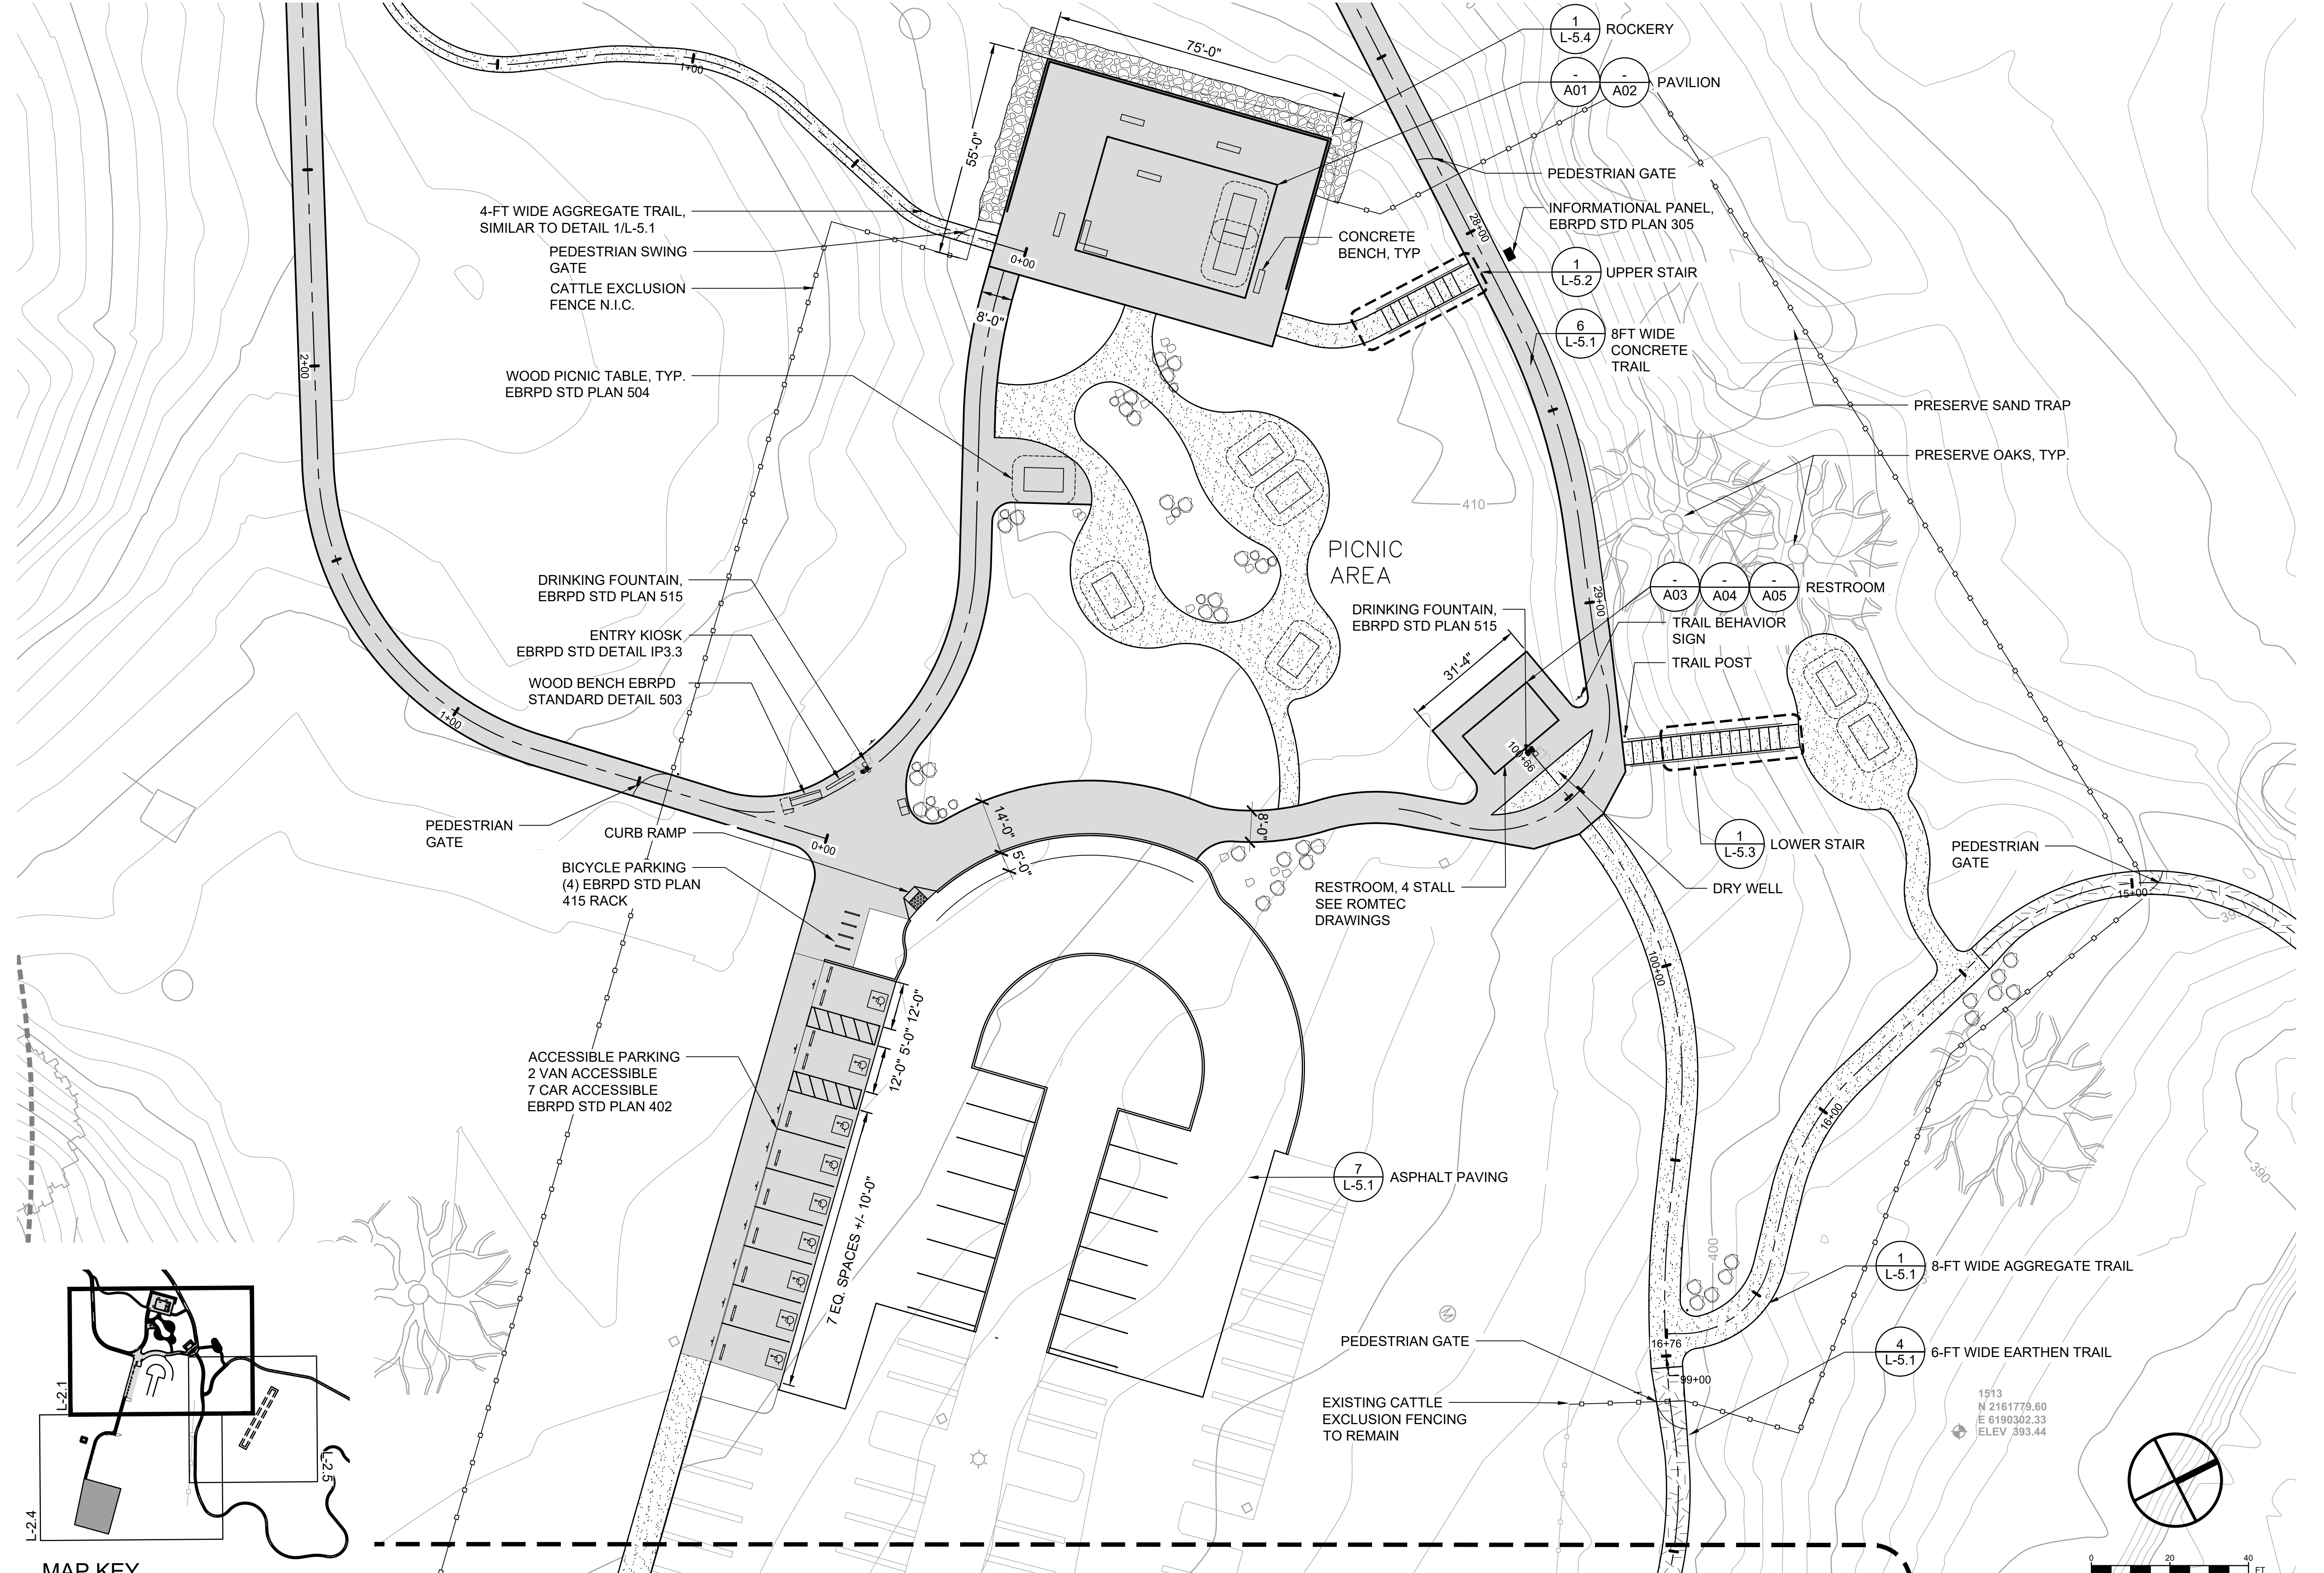 1
L-5.4
ROCKERY
75'-0"
-
A01
-
A02
PAVILION
1+00
55'-0"
PEDESTRIAN GATE
4-FT WIDE AGGREGATE TRAIL,
SIMILAR TO DETAIL 1/L-5.1
INFORMATIONAL PANEL,
EBRPD STD PLAN 305
28+00
CONCRETE
BENCH, TYP
PEDESTRIAN SWING
GATE
0+00
1
L-5.2
UPPER STAIR
CATTLE EXCLUSION
FENCE N.I.C.
8'-0"
6
L-5.1
8FT WIDE
CONCRETE
TRAIL
2+00
WOOD PICNIC TABLE, TYP.
EBRPD STD PLAN 504
PRESERVE SAND TRAP
PRESERVE OAKS, TYP.
410
PICNIC
AREA
DRINKING FOUNTAIN,
EBRPD STD PLAN 515
-
A03
-
A04
-
A05
RESTROOM
29+00
DRINKING FOUNTAIN,
EBRPD STD PLAN 515
TRAIL BEHAVIOR
SIGN
ENTRY KIOSK
EBRPD STD DETAIL IP3.3
31'-4"
TRAIL POST
WOOD BENCH EBRPD
STANDARD DETAIL 503
1+00
100+66
PEDESTRIAN
GATE
CURB RAMP
0+00
14'-0"
5'-0"
8'-0"
1
L-5.3
LOWER STAIR
PEDESTRIAN
GATE
BICYCLE PARKING
(4) EBRPD STD PLAN
415 RACK
RESTROOM, 4 STALL
SEE ROMTEC
DRAWINGS
DRY WELL
15+00
100+00
12'-0"
5'-0"
12'-0"
ACCESSIBLE PARKING
2 VAN ACCESSIBLE
7 CAR ACCESSIBLE
EBRPD STD PLAN 402
16+00
7 EQ. SPACES +/- 10'-0"
7
L-5.1
ASPHALT PAVING
390
400
1
L-5.1
8-FT WIDE AGGREGATE TRAIL
PEDESTRIAN GATE
16+76
4
L-5.1
6-FT WIDE EARTHEN TRAIL
99+00
EXISTING CATTLE
EXCLUSION FENCING
TO REMAIN
1513
N 2161779.60
E 6190302.33
ELEV 393.44
L-2.1
L-2.5
L-2.4
MAP KEY
0
20
40
FT